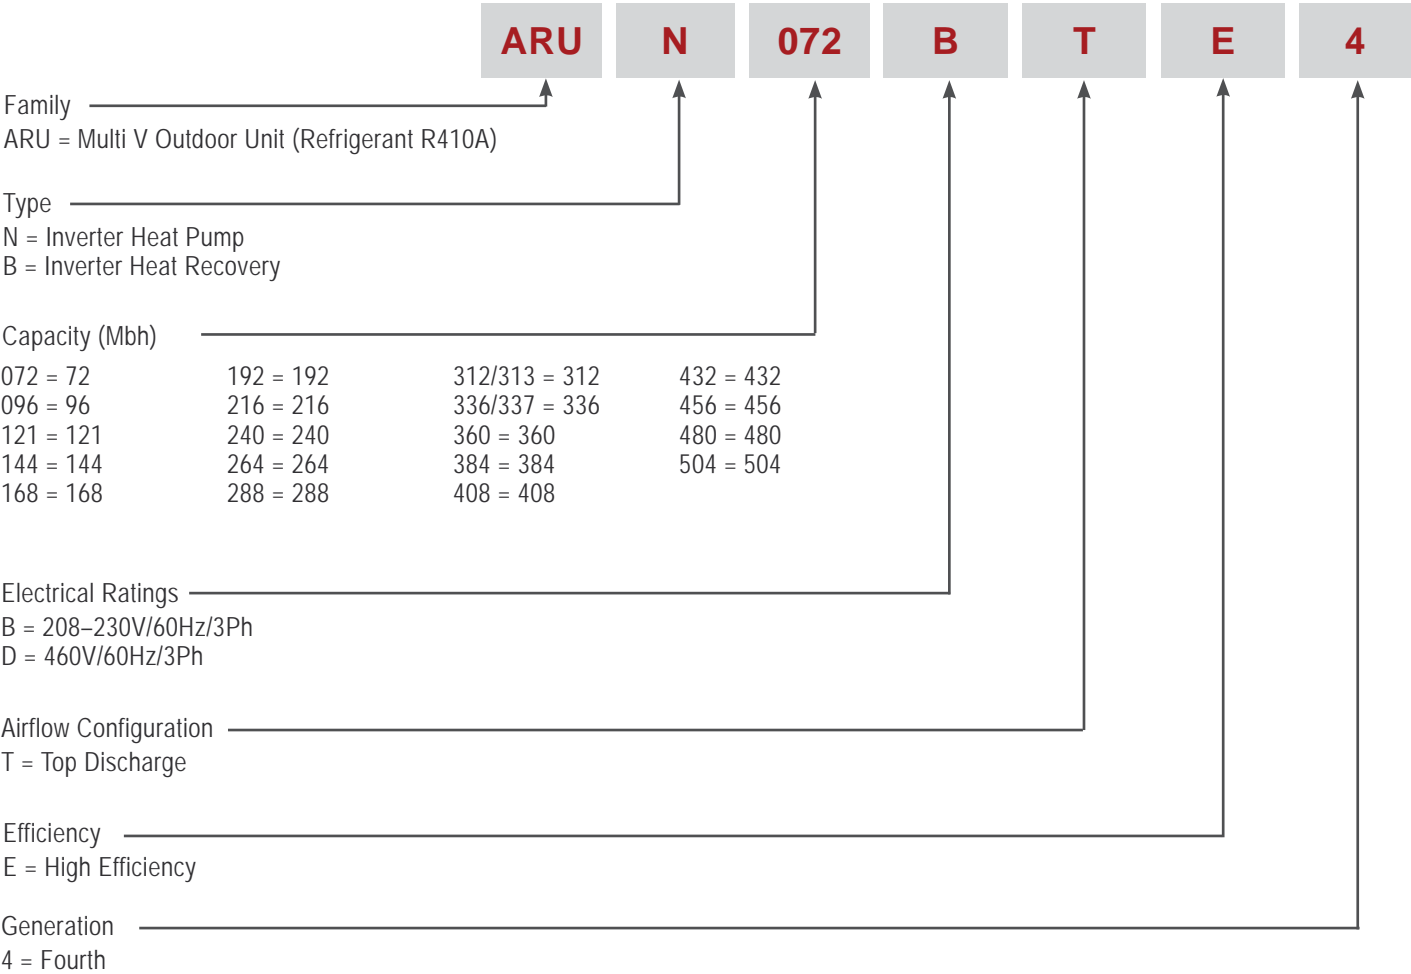 ARU N 072 B T E 4
Family
ARU = Multi V Outdoor Unit (Refrigerant R410A)
Type
N = Inverter Heat Pump
B = Inverter Heat Recovery
Capacity (Mbh)
072 = 72 192 = 192 312/313 = 312 432 = 432
096 = 96 216 = 216 336/337 = 336 456 = 456
121 = 121 240 = 240 360 = 360 480 = 480
144 = 144 264 = 264 384 = 384 504 = 504
168 = 168 288 = 288 408 = 408
Electrical Ratings
B = 208–230V/60Hz/3Ph
D = 460V/60Hz/3Ph
Airflow Configuration
T = Top Discharge
Efficiency
E = High Efficiency
Generation
4 = Fourth